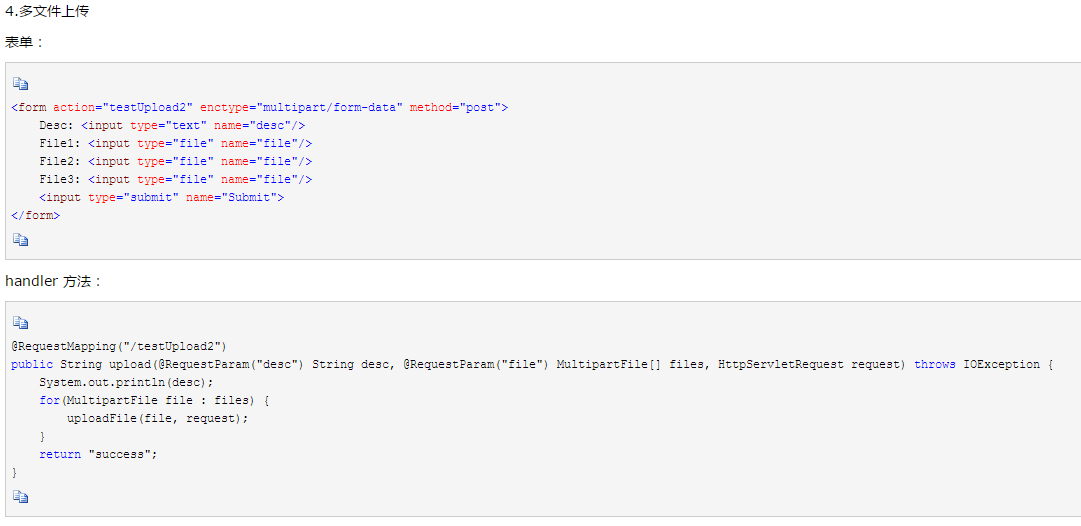 4.多文件上传
表单：
<form action="testUpload2" enctype="multipart/form-data" method="post">
    Desc: <input type="text" name="desc"/>
    File1: <input type="file" name="file"/>
    File2: <input type="file" name="file"/>
    File3: <input type="file" name="file"/>
    <input type="submit" name="Submit">
</form>
handler 方法：
@RequestMapping("/testUpload2")
public String upload(@RequestParam("desc") String desc, @RequestParam("file") MultipartFile[] files, HttpServletRequest request) throws IOException {
    System.out.println(desc);
    for(MultipartFile file : files) {
        uploadFile(file, request);
    }
    return "success";
}